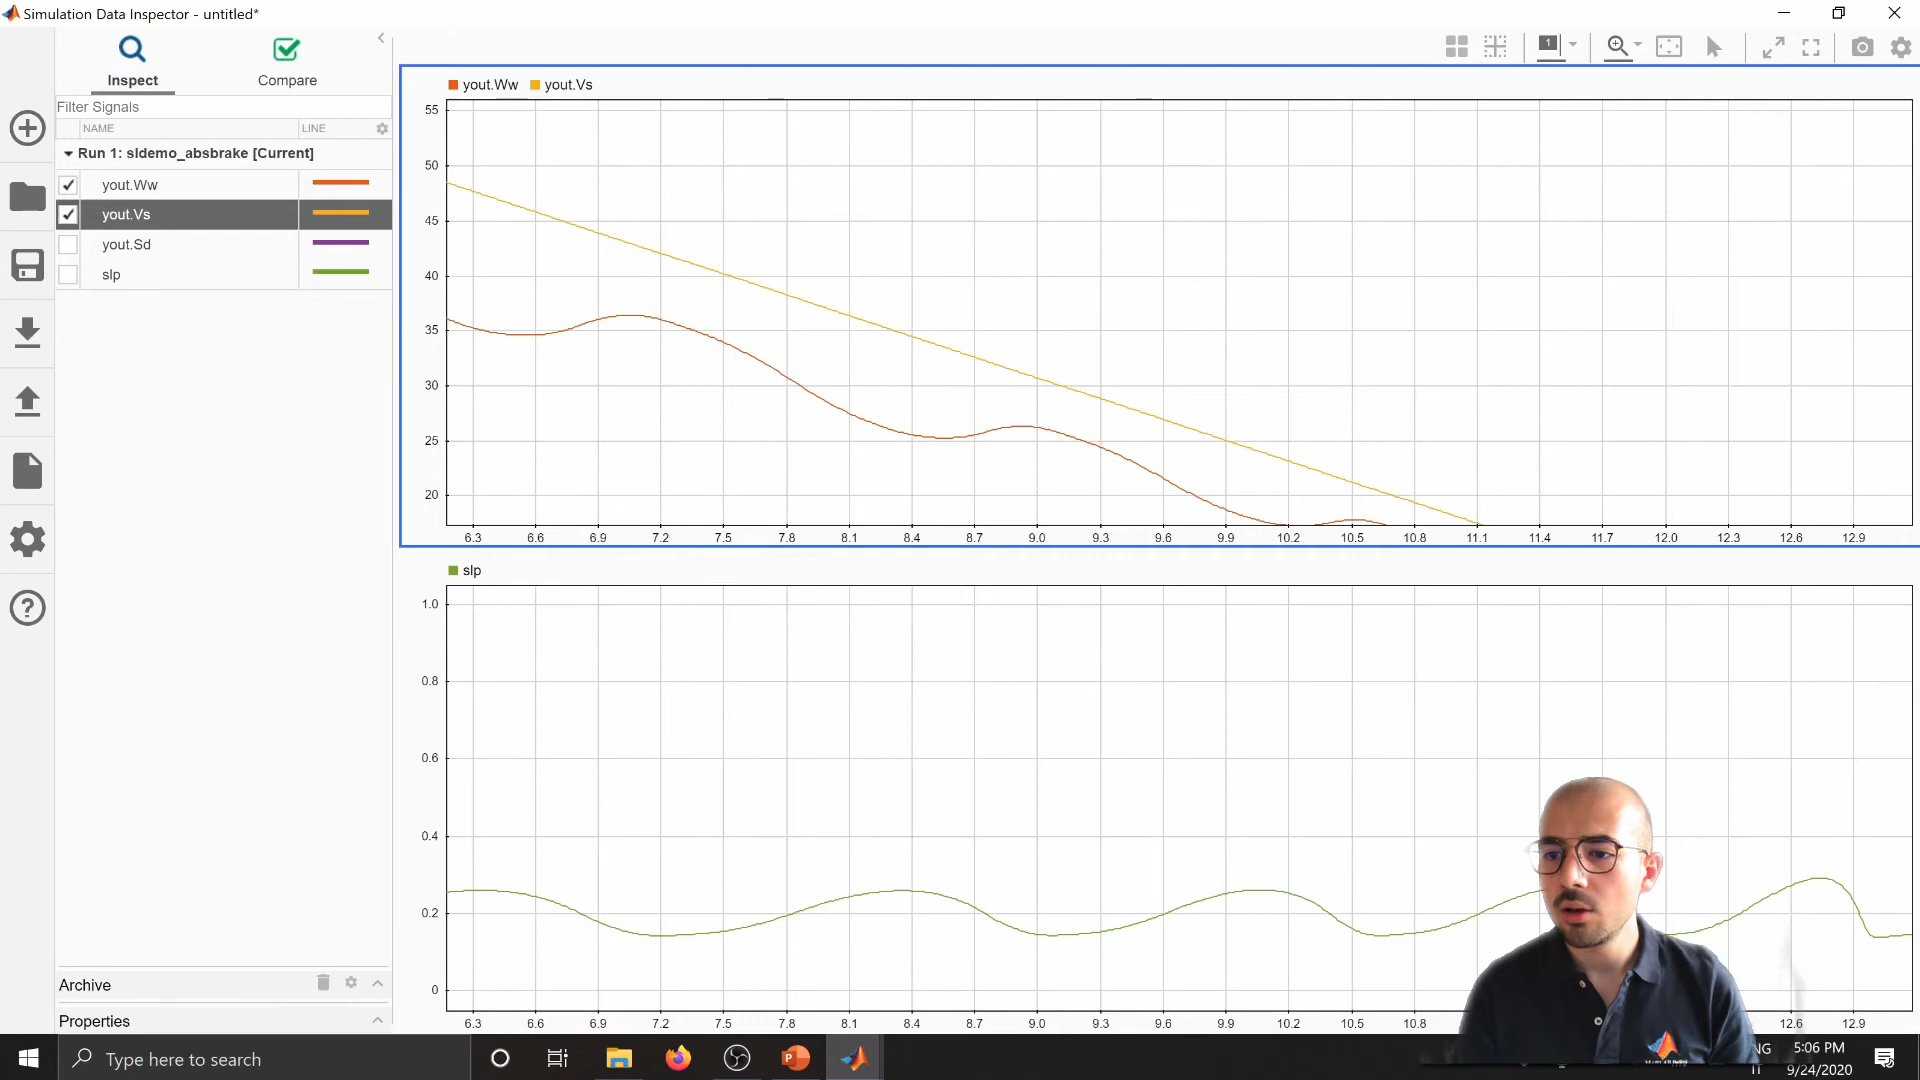 Simulation Data Inspector - untitled*
Inspect
Compare
Filter Signals
NAME
LINE
Run 1: sldemo_absbrake [Current]
yout.Ww
yout.Vs
yout.Sd
slp
Archive
Properties
1
yout.Ww yout.Vs
55
50
45
40
35
30
25
20
6.3 6.6 6.9 7.2 7.5 7.8 8.1 8.4 8.7 9.0 9.3 9.6 9.9 10.2 10.5 10.8 11.1 11.4 11.7 12.0 12.3 12.6 12.9
slp
1.0
0.8
0.6
0.4
0.2
0
6.3 6.6 6.9 7.2 7.5 7.8 8.1 8.4 8.7 9.0 9.3 9.6 9.9 10.2 10.5 10.8 12.6 12.9
Type here to search
5:06 PM
9/24/2020